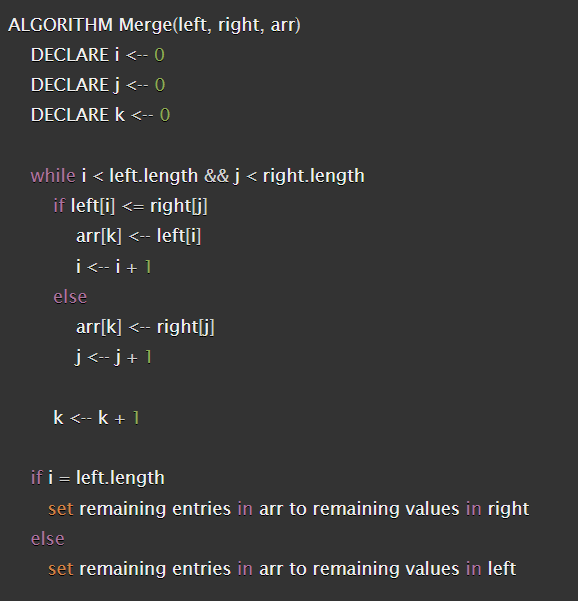 ALGORITHM Merge(left, right, arr)
DECLARE i <-- 0
DECLARE j <-- 0
DECLARE k <-- 0
while i < left.length && j < right.length
if left[i] <= right[j]
arr[k] <-- left[i]
i <-- i + 1
else
arr[k] <-- right[j]
j <-- j + 1
k <-- k + 1
if i = left.length
set remaining entries in arr to remaining values in right
else
set remaining entries in arr to remaining values in left